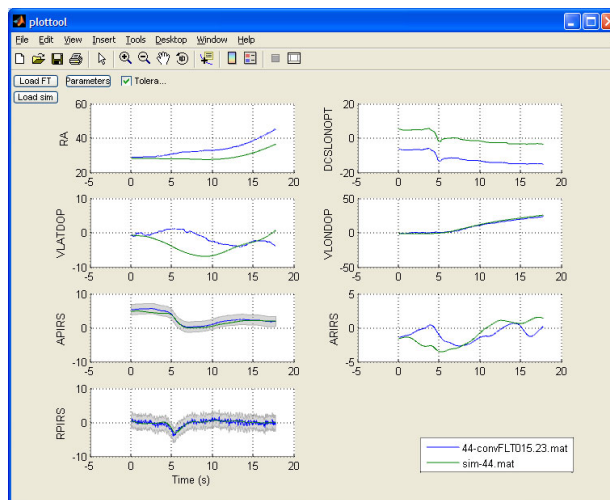 plottool
File Edit View Insert Tools Desktop Window Help
Load FT Parameters Tolera...
Load sim
60
40
20
RA
-5 0 5 10 15 20
20
0
-20
DCSLONOPT
-5 0 5 10 15 20
10
0
-10
VLATDOP
-5 0 5 10 15 20
50
0
-50
VLONDOP
-5 0 5 10 15 20
10
0
-10
APIRS
-5 0 5 10 15 20
5
0
-5
ARIRS
-5 0 5 10 15 20
10
0
-10
RPIRS
-5 0 5 10 15 20
Time (s)
44-convFLT015.23.mat
sim-44.mat